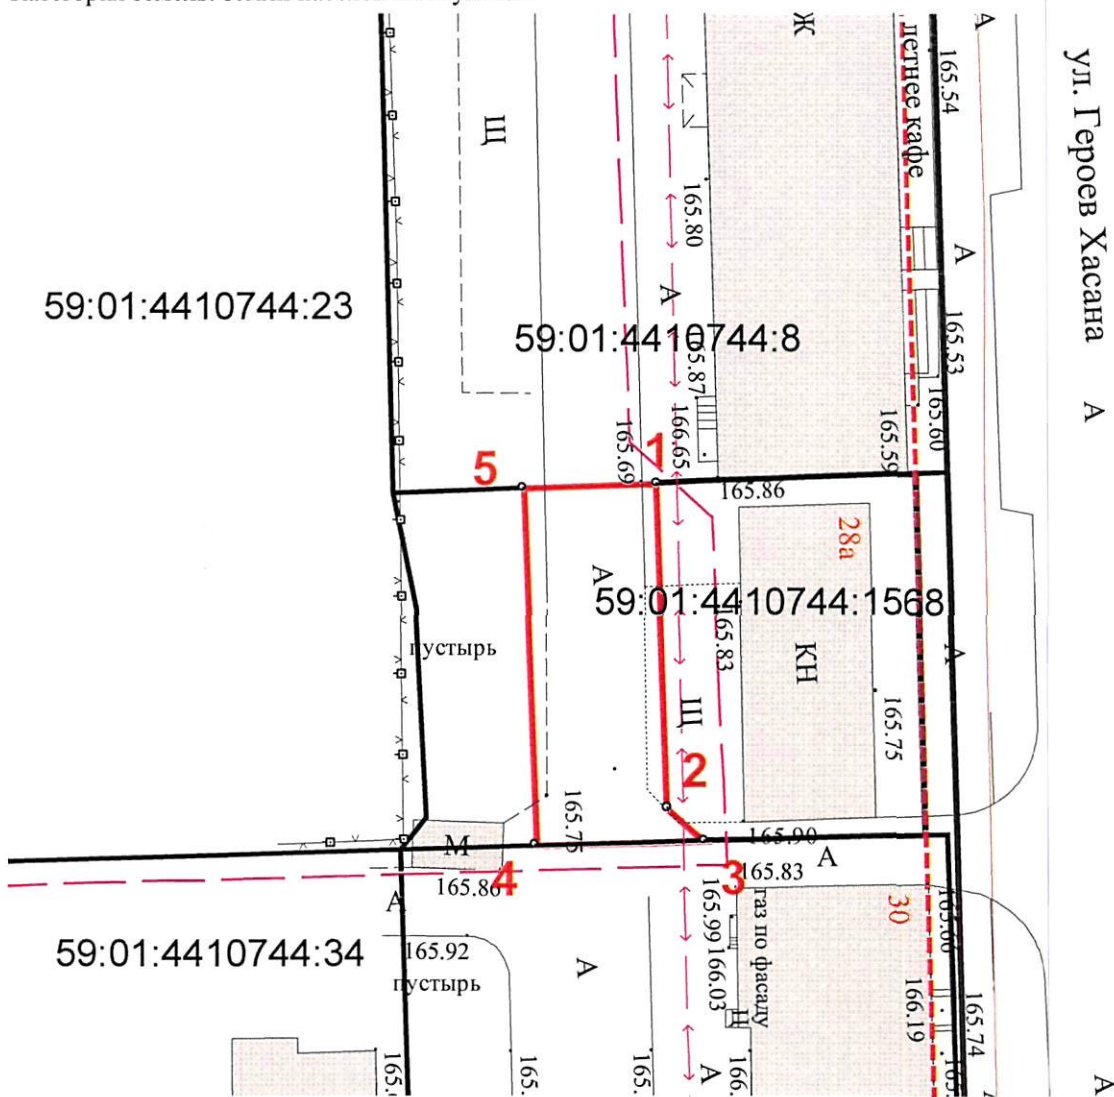 А
Ж
летнее кафе
165.54
ул. Героев Хасана
А
Щ
165.80
А
А
59:01:4410744:23
59:01:4410744:8
165.87
165.53
166.65
165.69
165.59
165.60
1
5
165.86
28а
А
59:01:4410744:1568
165.83
пустырь
КН
А
Щ
165.75
2
165.75
165.90
М
А
4
3
165.83
165.86
А
30
газ по фасаду
165.99
166.03
166.19
59:01:4410744:34
165.92
пустырь
А
165.74
А
165.
165.
166.
А